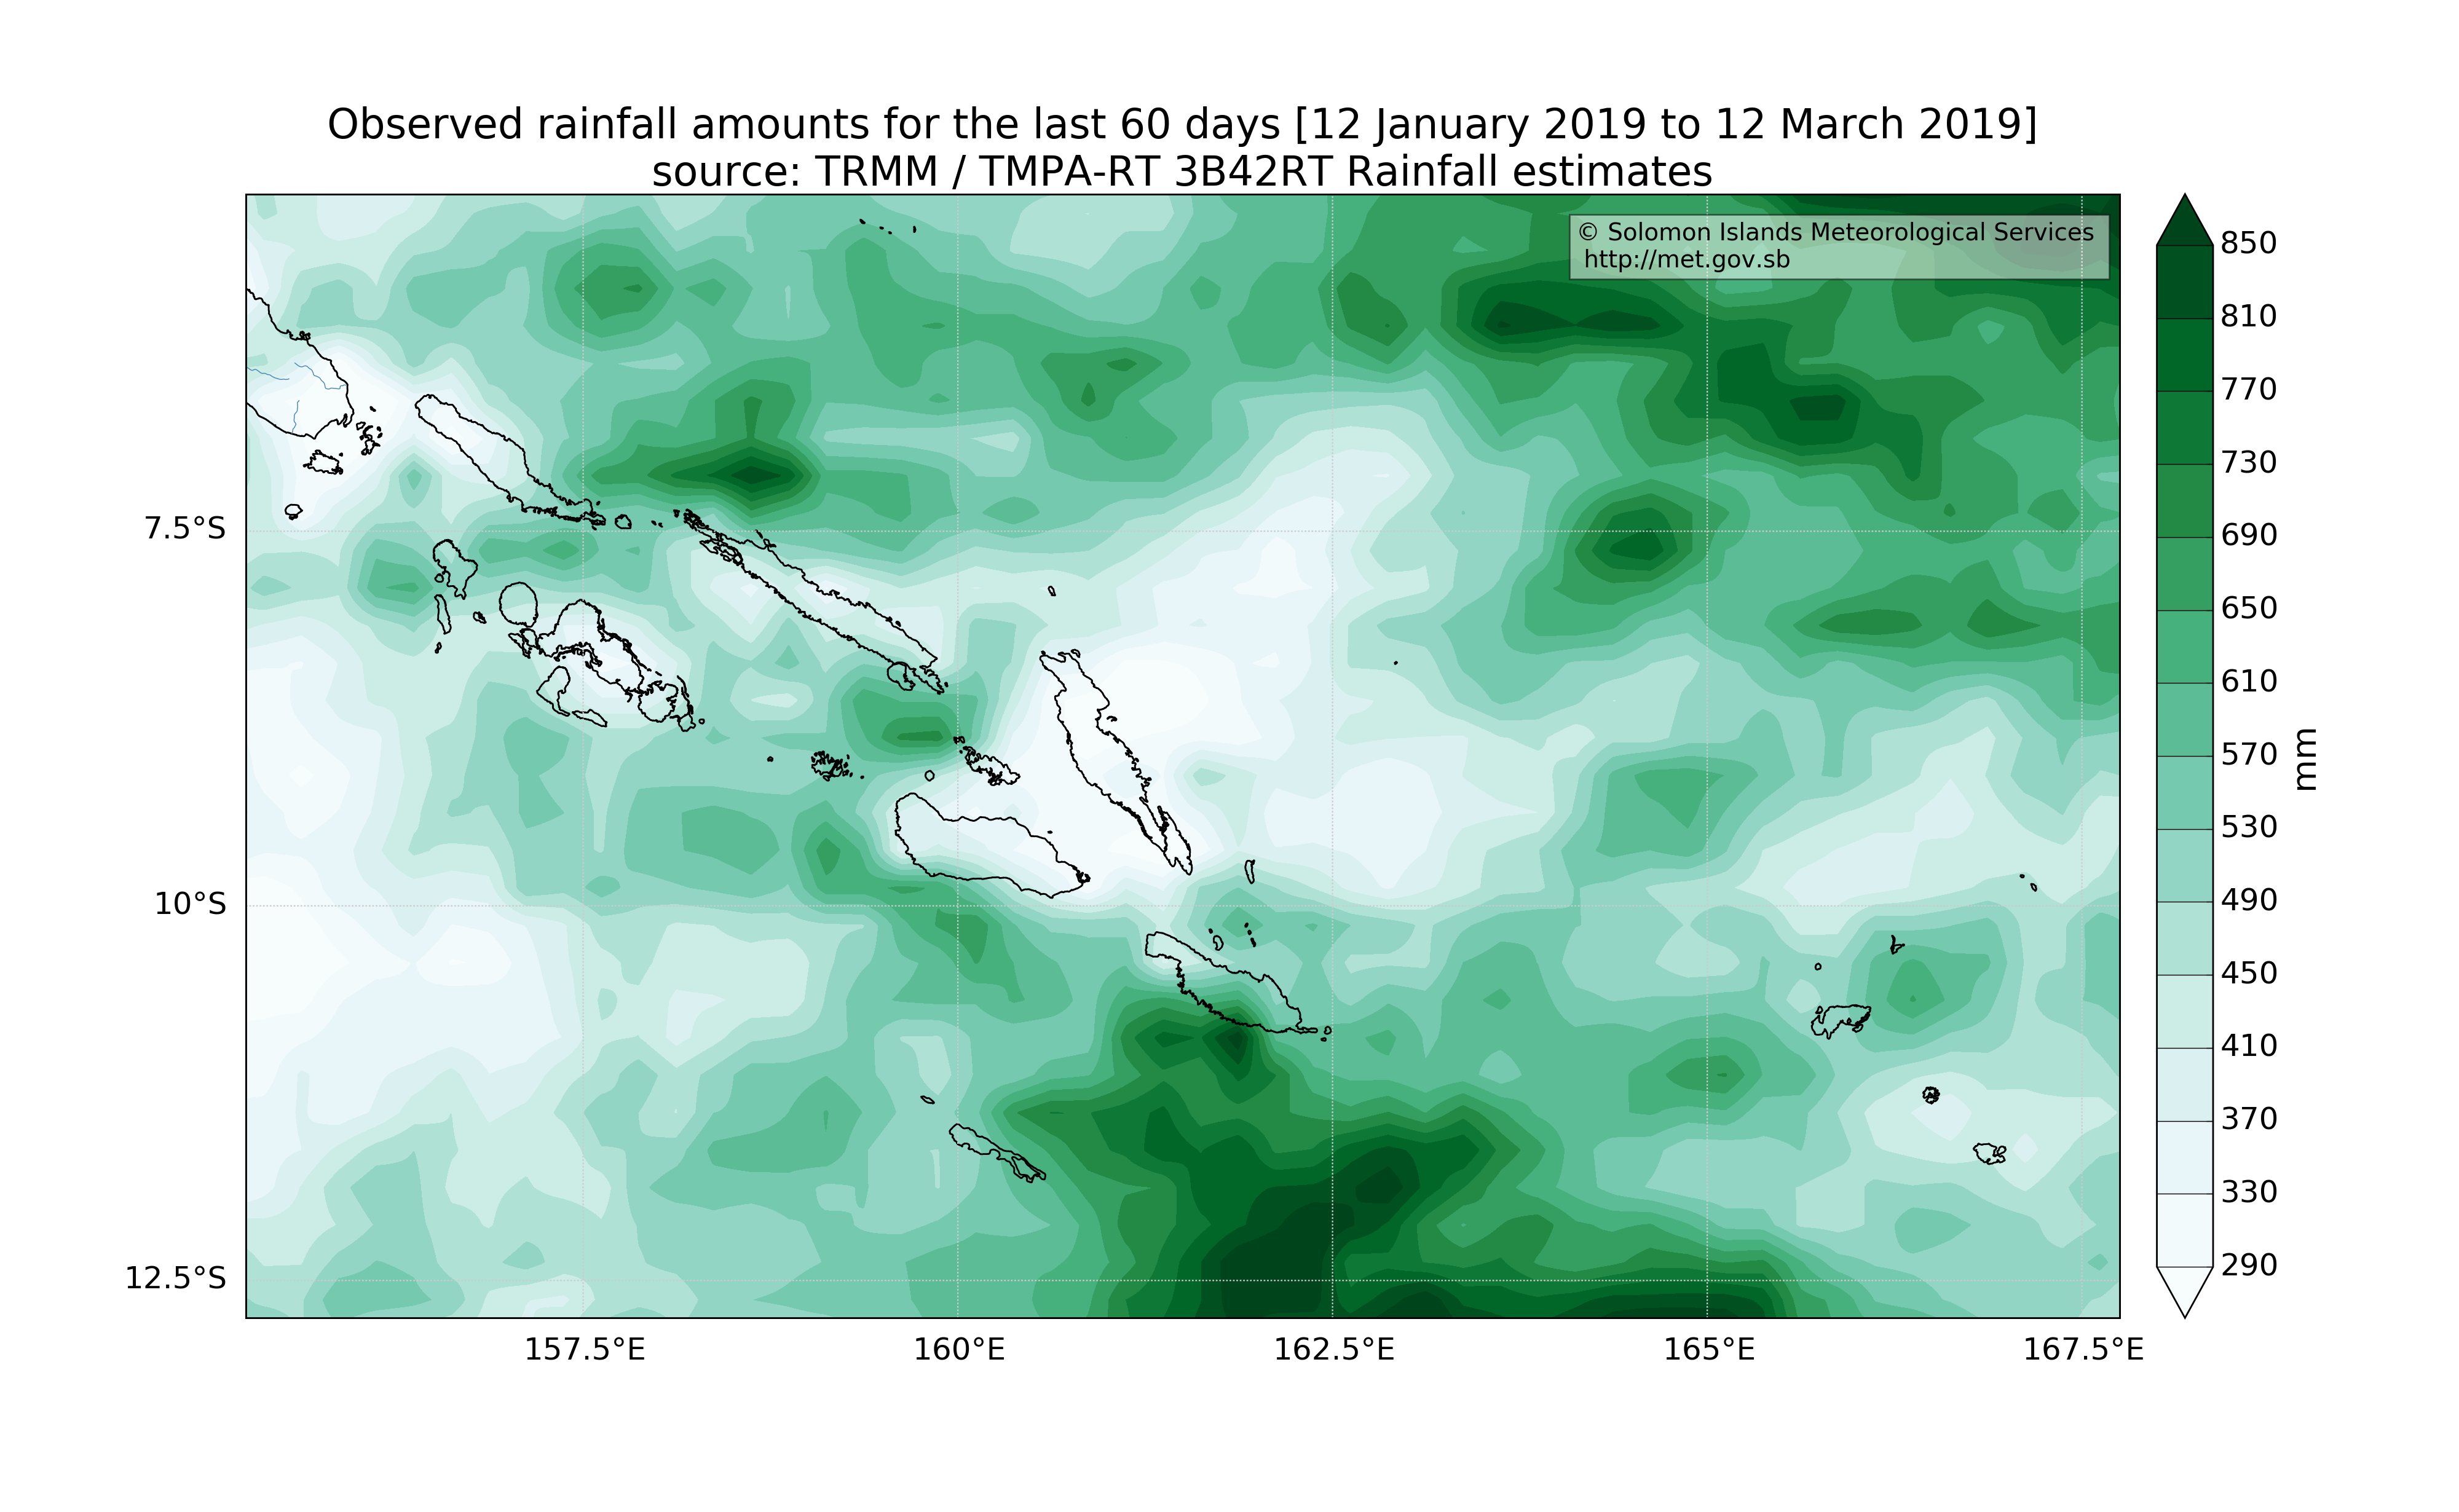 Observed rainfall amounts for the last 60 days [12 January 2019 to 12 March 2019]
source: TRMM / TMPA-RT 3B42RT Rainfall estimates
© Solomon Islands Meteorological Services
http://met.gov.sb
850
810
770
730
690
650
610
570
530
490
450
410
370
330
290
mm
7.5°S
10°S
12.5°S
157.5°E
160°E
162.5°E
165°E
167.5°E